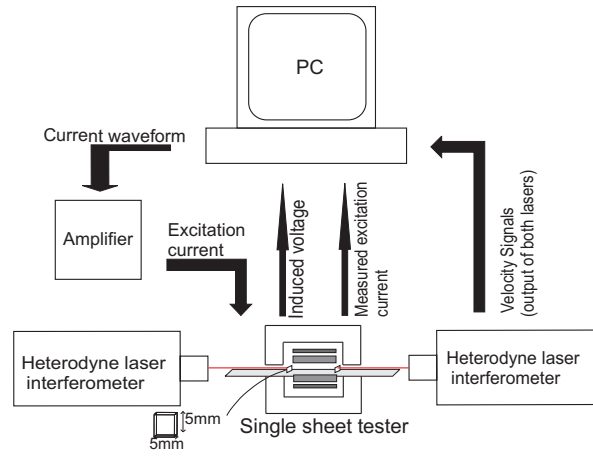 PC
Current waveform
Amplifier
Excitation
current
Induced voltage
Measured excitation
current
Velocity Signals
(output of both lasers)
Heterodyne laser
interferometer
Heterodyne laser
interferometer
5mm
5mm
Single sheet tester